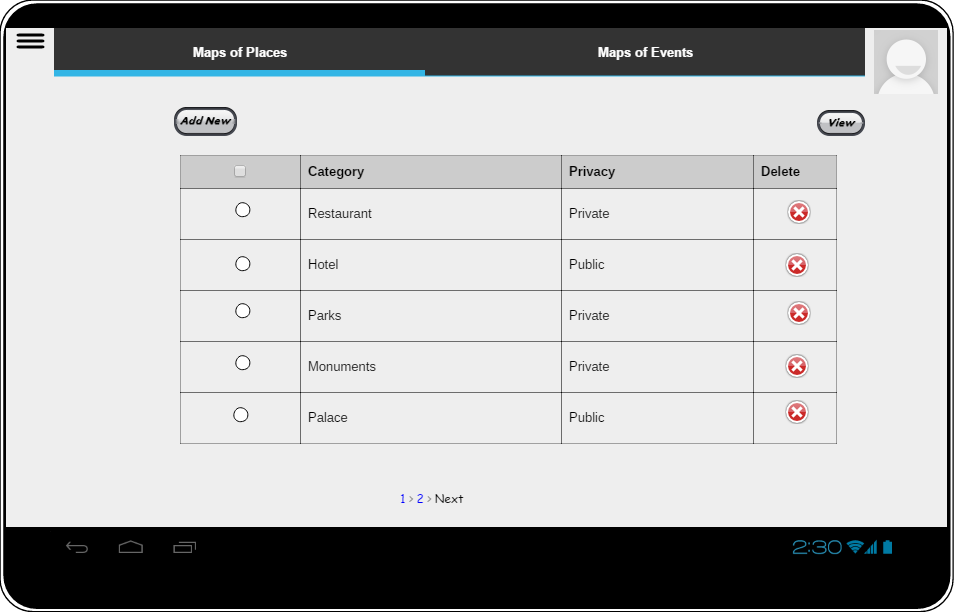 Maps of Places Maps of Events
Add New View
Category Privacy Delete
Restaurant Private
Hotel Public
Parks Private
Monuments Private
Palace Public
1 > 2 > Next
2:30